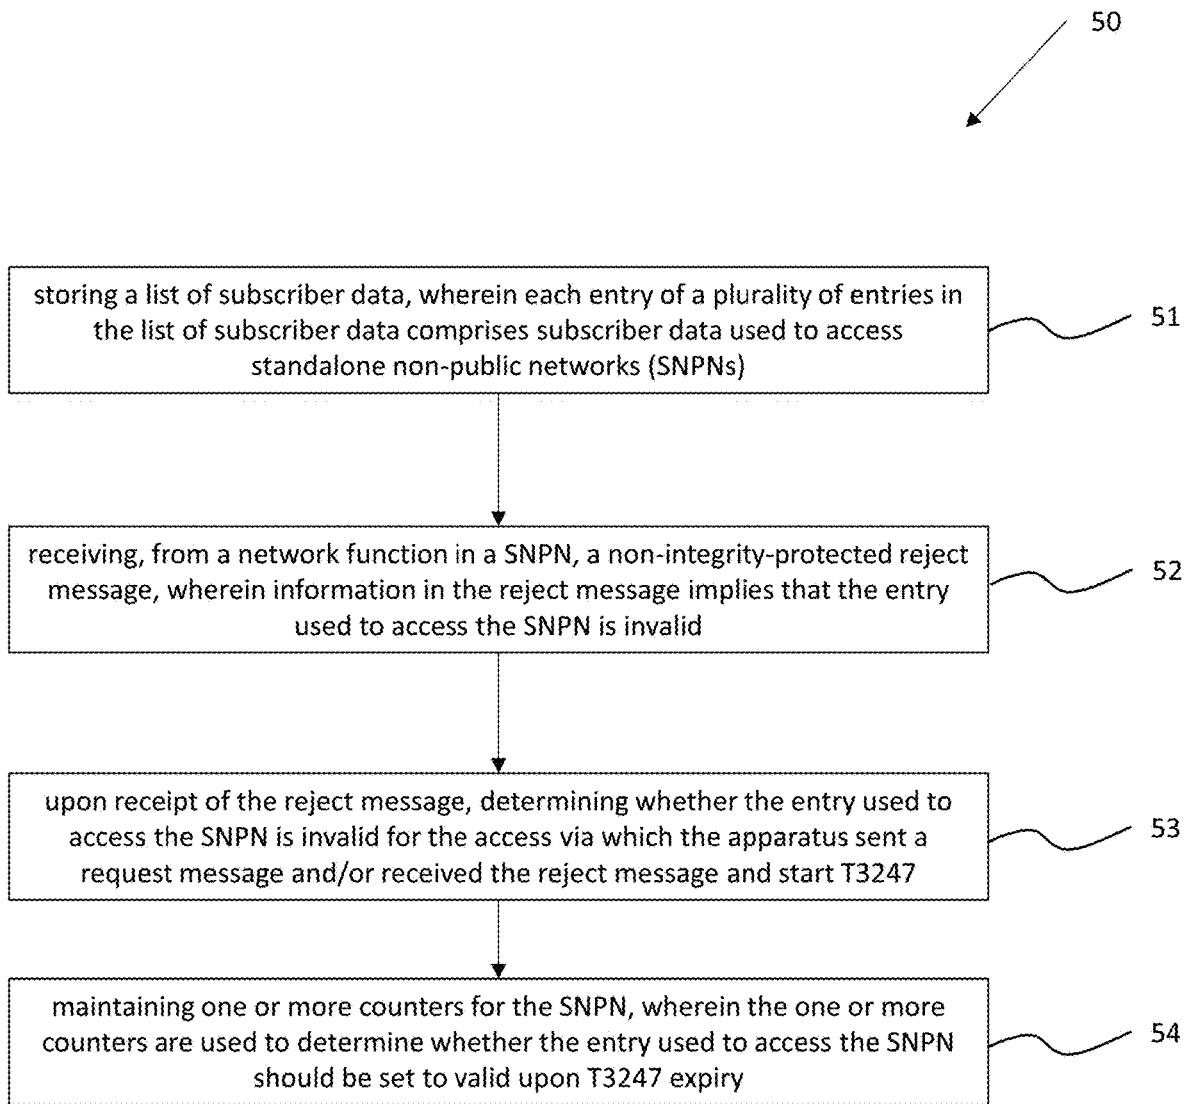 50
storing a list of subscriber data, wherein each entry of a plurality of entries in
the list of subscriber data comprises subscriber data used to access
standalone non-public networks (SNPNs)
51
receiving, from a network function in a SNPN, a non-integrity-protected reject
message, wherein information in the reject message implies that the entry
used to access the SNPN is invalid
52
upon receipt of the reject message, determining whether the entry used to
access the SNPN is invalid for the access via which the apparatus sent a
request message and/or received the reject message and start T3247
53
maintaining one or more counters for the SNPN, wherein the one or more
counters are used to determine whether the entry used to access the SNPN
should be set to valid upon T3247 expiry
54